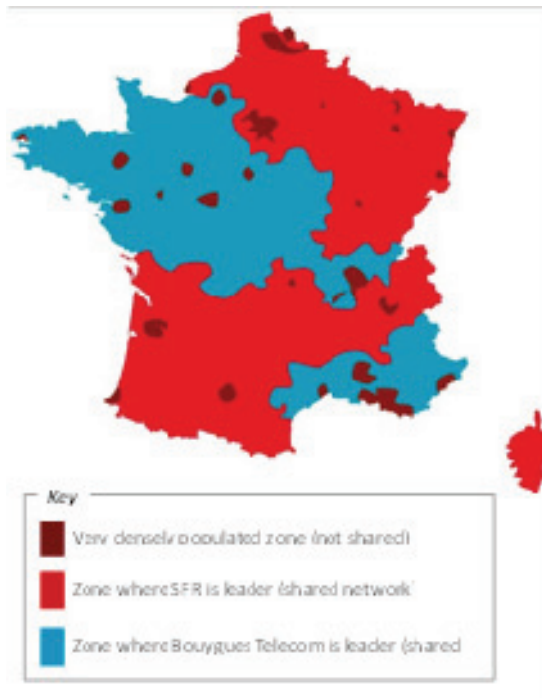 Key
Very densely populated zone (not shared)
Zone where SFR is leader (shared network)
Zone where Bouygues Telecom is leader (shared